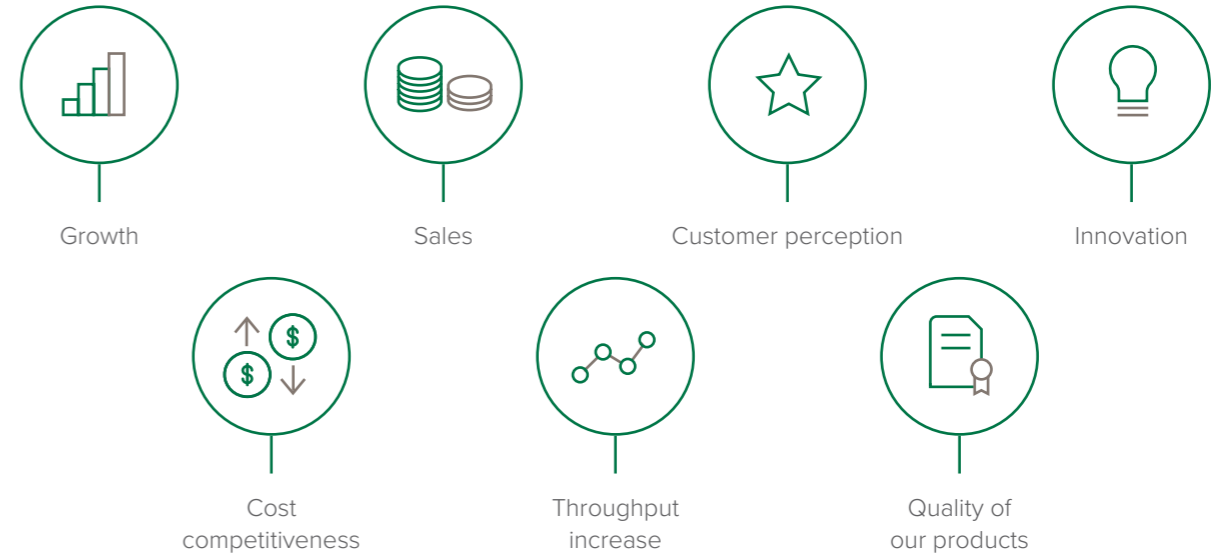 Growth
Sales
Customer perception
Innovation
$
$
Cost
competitiveness
Throughput
increase
Quality of
our products